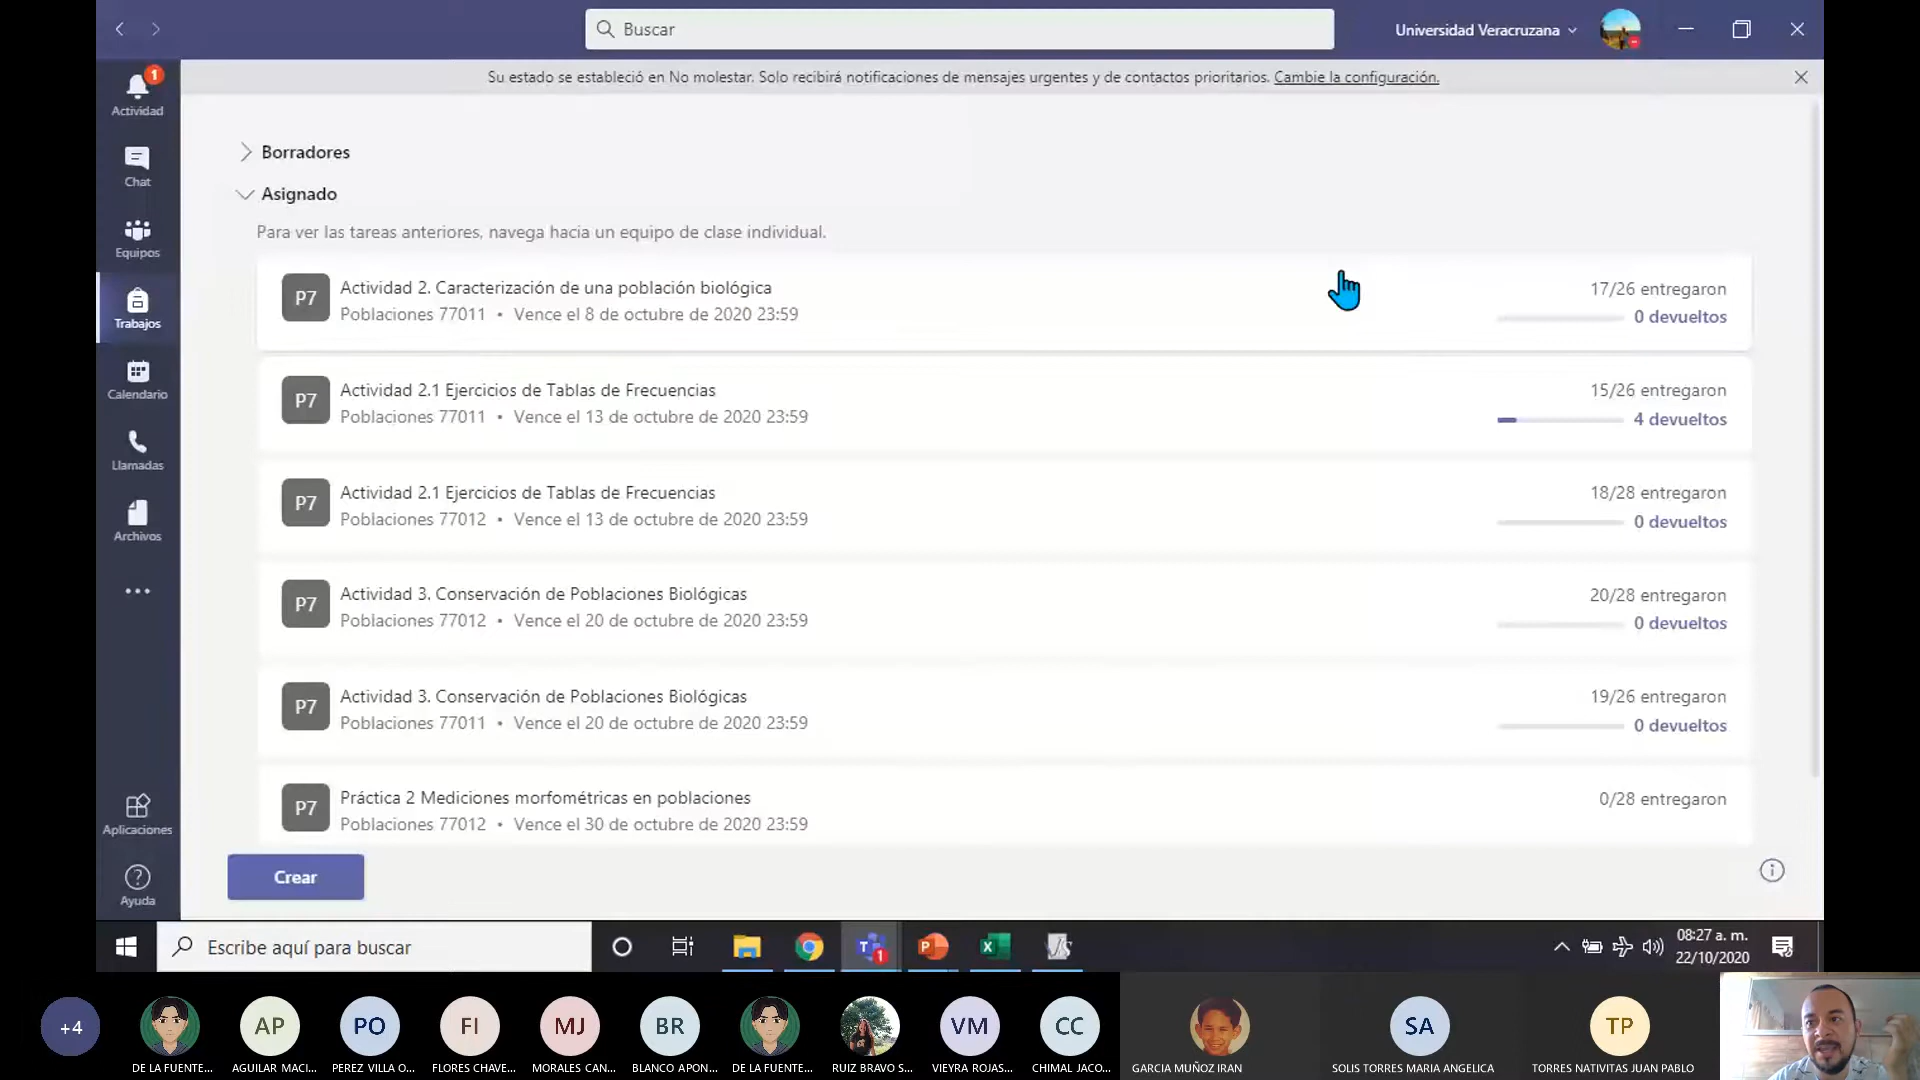 Buscar
Universidad Veracruzana
Su estado se estableció en No molestar. Solo recibirá notificaciones de mensajes urgentes y de contactos prioritarios. Cambie la configuración.
1
Actividad
Chat
Equipos
Trabajos
Calendario
Llamadas
Archivos
Aplicaciones
Ayuda
Borradores
Asignado
Para ver las tareas anteriores, navega hacia un equipo de clase individual.
P7
Actividad 2. Caracterización de una población biológica
Poblaciones 77011 • Vence el 8 de octubre de 2020 23:59
17/26 entregaron
0 devueltos
P7
Actividad 2.1 Ejercicios de Tablas de Frecuencias
Poblaciones 77011 • Vence el 13 de octubre de 2020 23:59
15/26 entregaron
4 devueltos
P7
Actividad 2.1 Ejercicios de Tablas de Frecuencias
Poblaciones 77012 • Vence el 13 de octubre de 2020 23:59
18/28 entregaron
0 devueltos
P7
Actividad 3. Conservación de Poblaciones Biológicas
Poblaciones 77012 • Vence el 20 de octubre de 2020 23:59
20/28 entregaron
0 devueltos
P7
Actividad 3. Conservación de Poblaciones Biológicas
Poblaciones 77011 • Vence el 20 de octubre de 2020 23:59
19/26 entregaron
0 devueltos
P7
Práctica 2 Mediciones morfométricas en poblaciones
Poblaciones 77012 • Vence el 30 de octubre de 2020 23:59
0/28 entregaron
Crear
Escribe aquí para buscar
1
08:27 a. m.
22/10/2020
+4
AP
PO
FI
MJ
BR
VM
CC
SA
TP
DE LA FUENTE...
AGUILAR MACI...
PEREZ VILLA O...
FLORES CHAVE...
MORALES CAN...
BLANCO APON...
DE LA FUENTE...
RUIZ BRAVO S...
VIEYRA ROJAS...
CHIMAL JACO...
GARCIA MUÑOZ IRAN
SOLIS TORRES MARIA ANGELICA
TORRES NATIVITAS JUAN PABLO